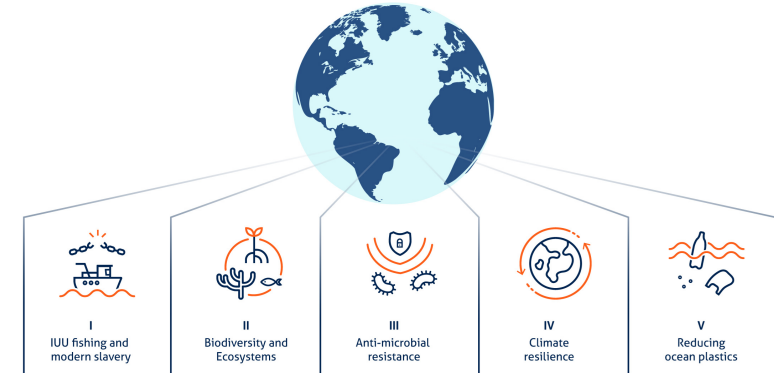 I
IUU fishing and
modern slavery
II
Biodiversity and
Ecosystems
III
Anti-microbial
resistance
IV
Climate
resilience
V
Reducing
ocean plastics